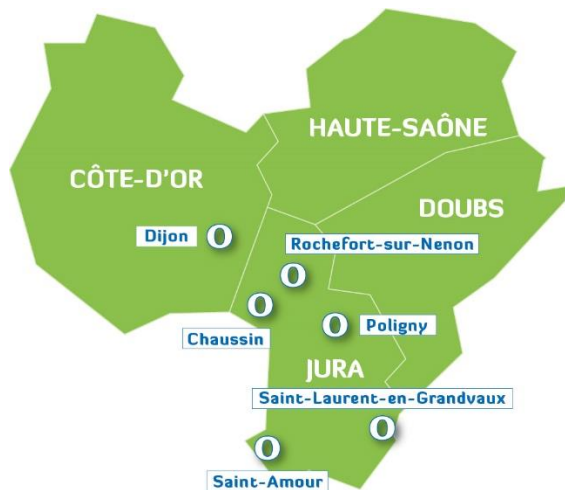 HAUTE-SAÔNE
CÔTE-D'OR
DOUBS
Dijon
O
Rochefort-sur-Nenon
O
O
Chaussin
O
Poligny
JURA
Saint-Laurent-en-Grandvaux
O
O
Saint-Amour